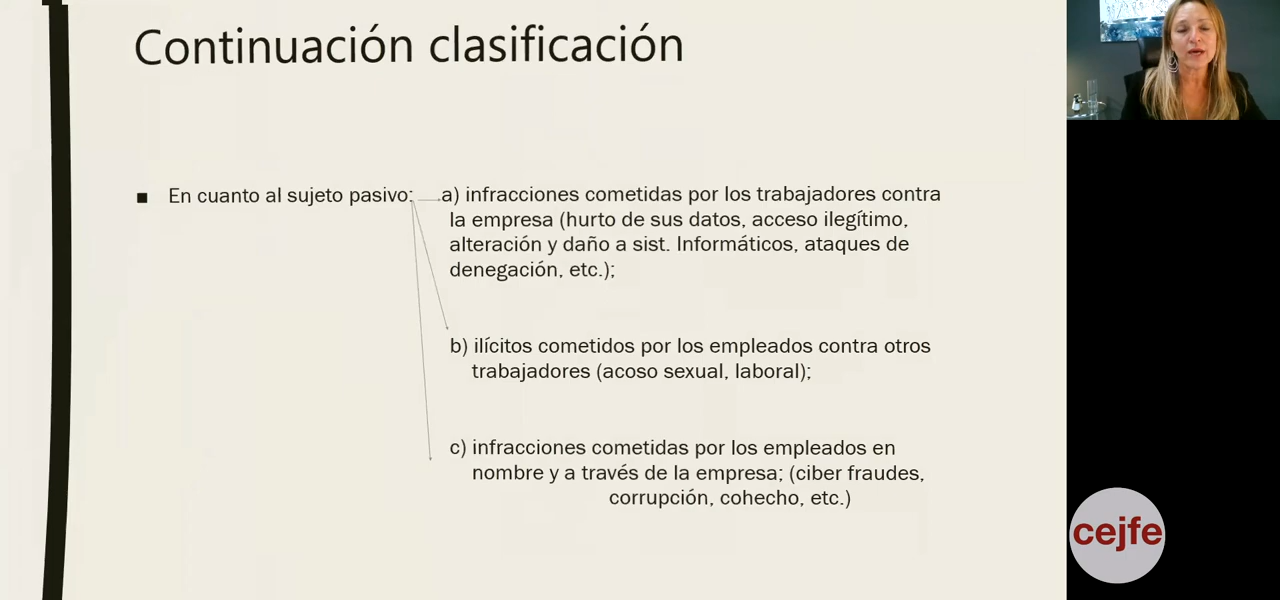 Continuación clasificación
■ En cuanto al sujeto pasivo: a) infracciones cometidas por los trabajadores contra
la empresa (hurto de sus datos, acceso ilegítimo,
alteración y daño a sist. Informáticos, ataques de
denegación, etc.);
b) ilícitos cometidos por los empleados contra otros
trabajadores (acoso sexual, laboral);
c) infracciones cometidas por los empleados en
nombre y a través de la empresa; (ciber fraudes,
corrupción, cohecho, etc.)
cejfe